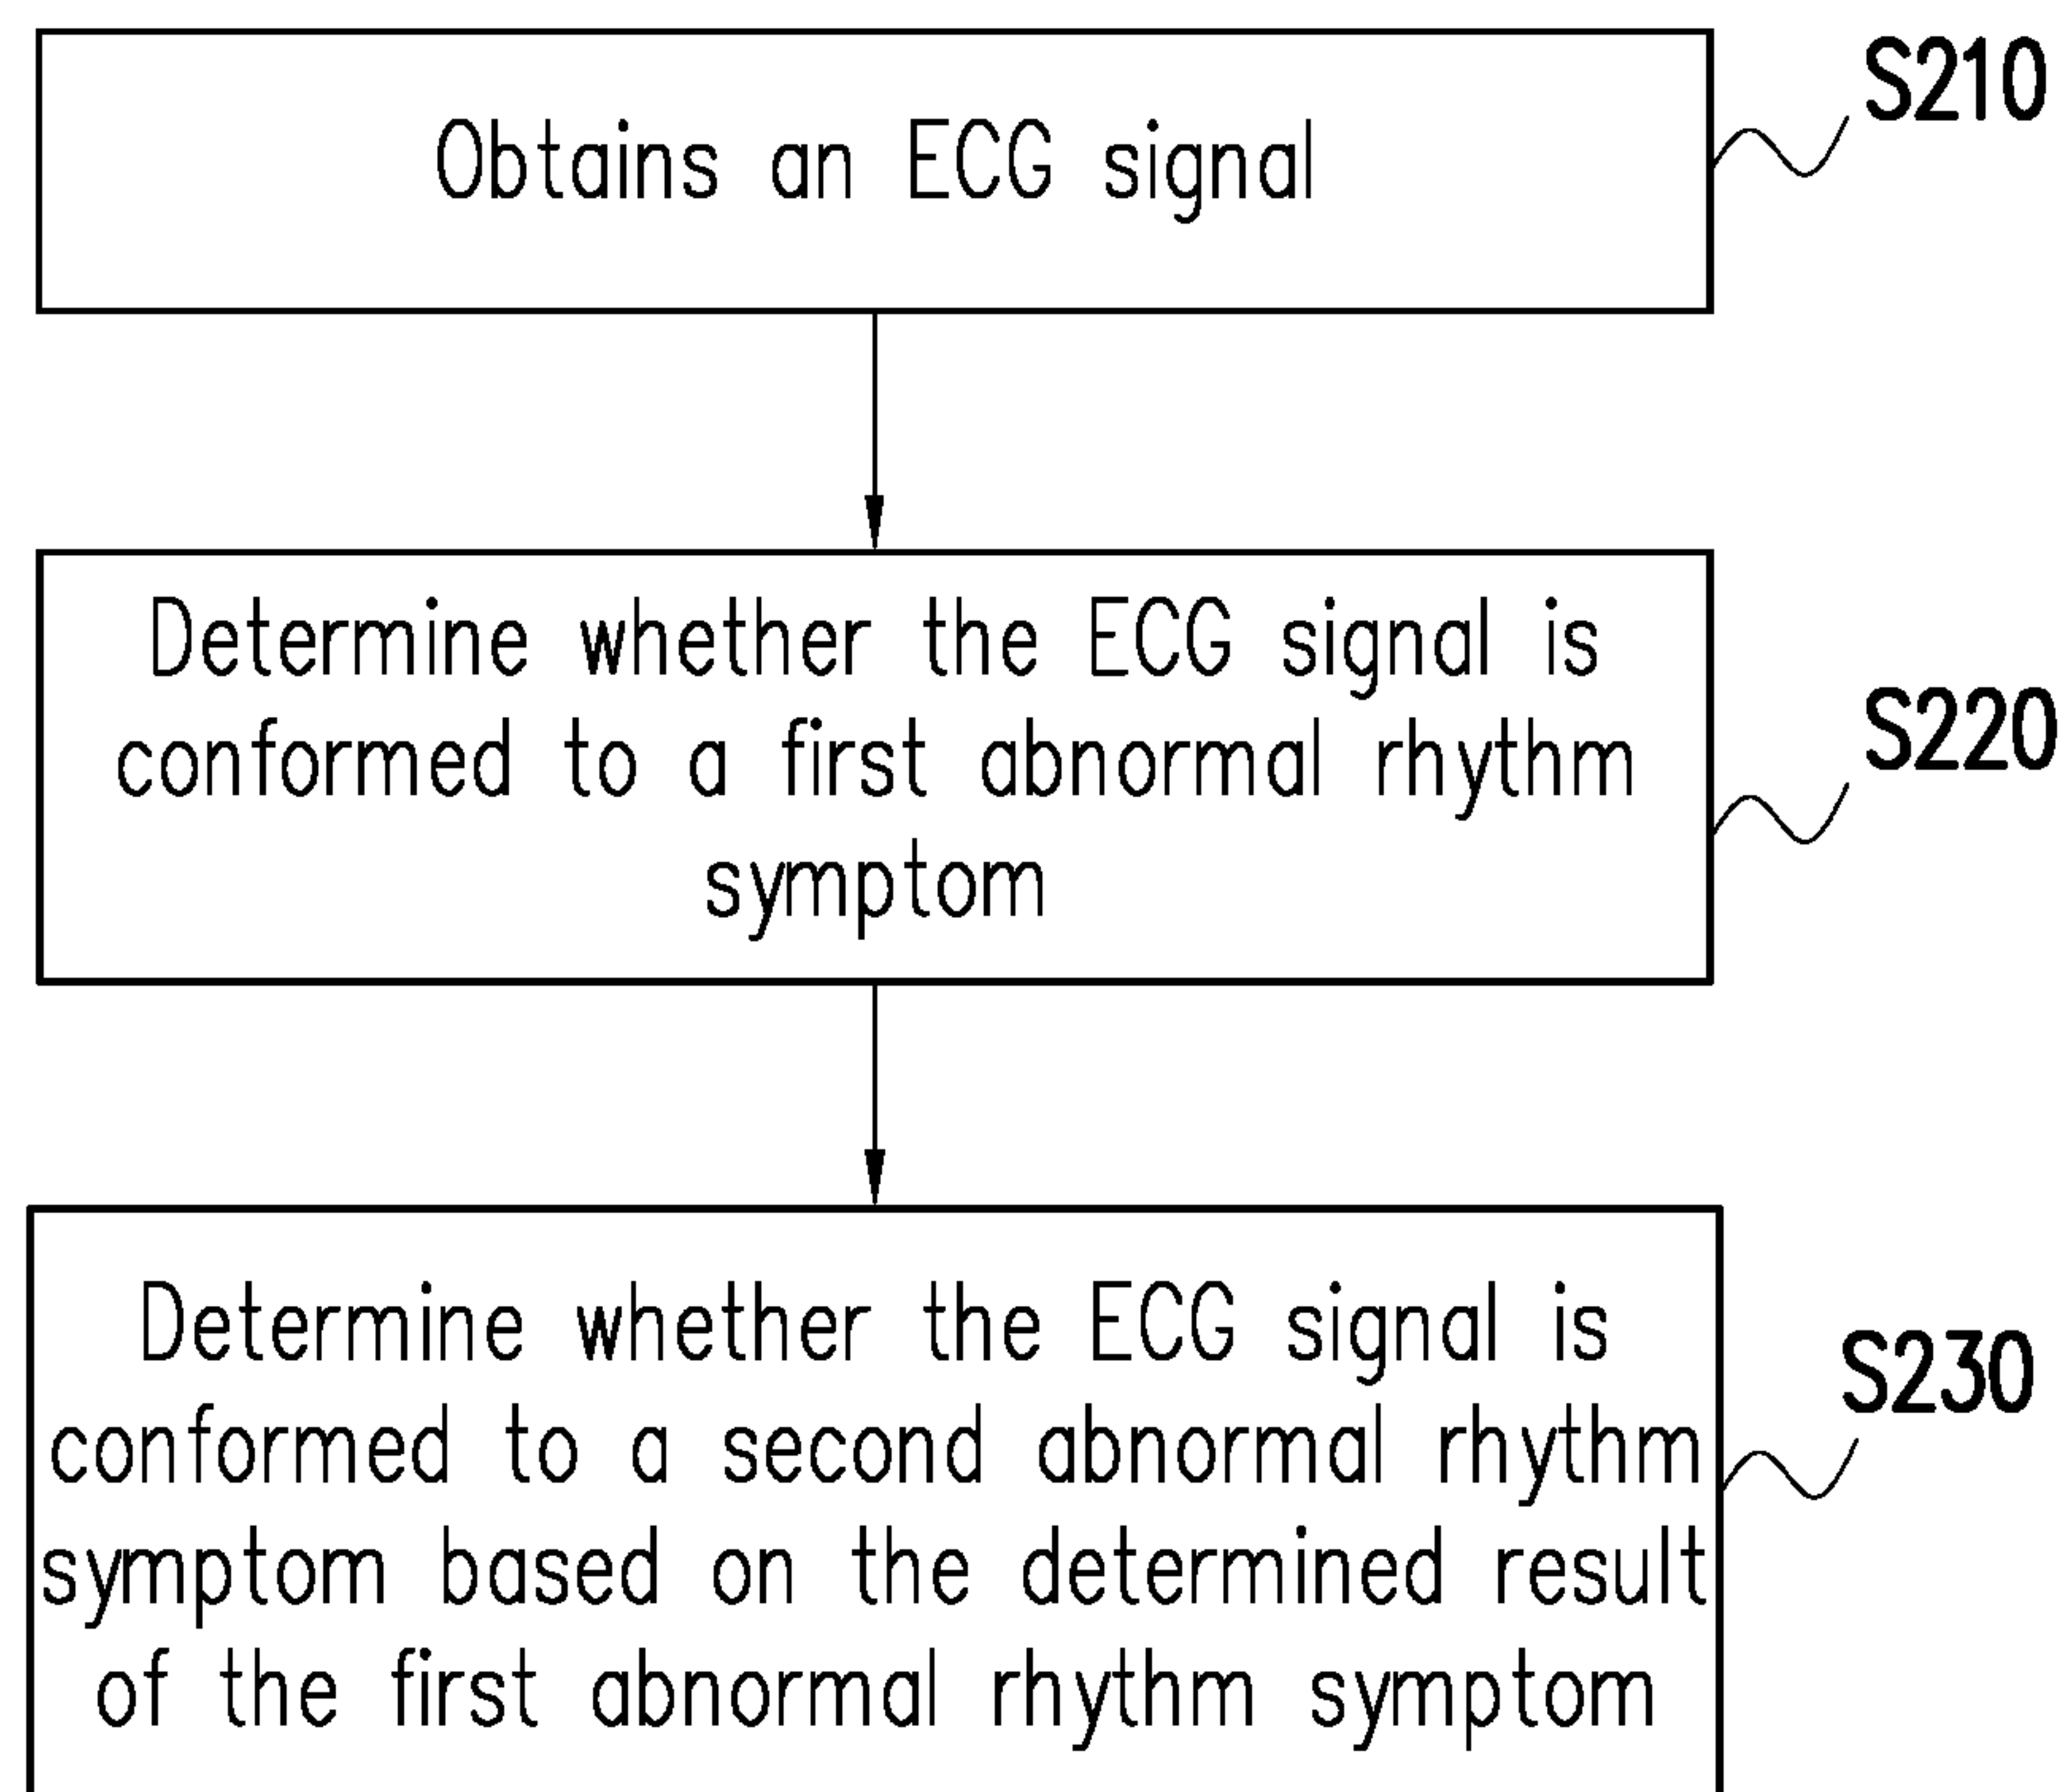 Obtains an ECG signal
S210
Determine whether the ECG signal is
conformed to a first abnormal rhythm
symptom
S220
Determine whether the ECG signal is
conformed to a second abnormal rhythm
symptom based on the determined result
of the first abnormal rhythm symptom
S230